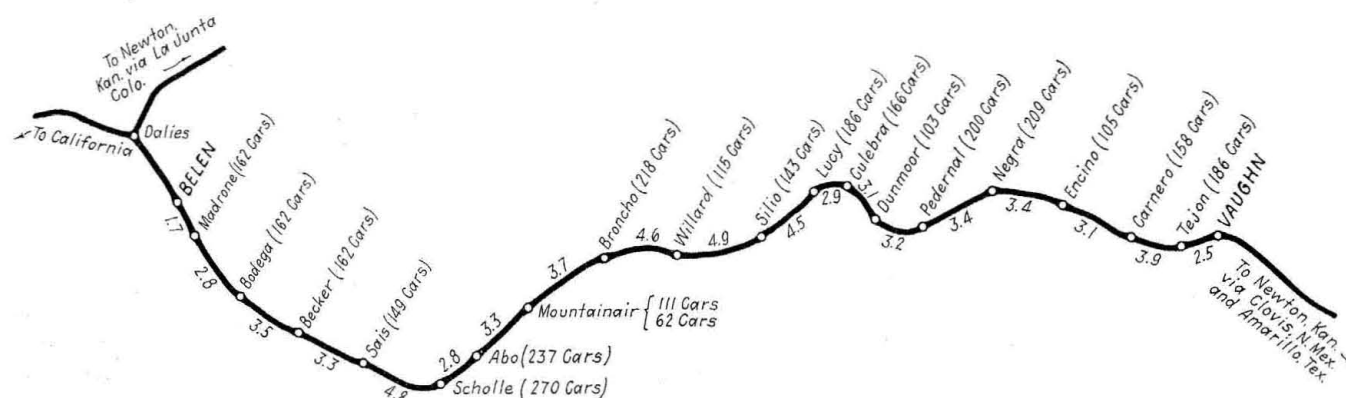 To Newton,
Kan. via La Junta
Colo.
To California
Dalies
BELEN
1.7
Madrone (162 Cars)
2.8
Bodega (162 Cars)
3.5
Becker (162 Cars)
3.3
Sais (149 Cars)
Scholle (270 Cars)
2.8
Abo (237 Cars)
3.3
Mountainair { 111 Cars
62 Cars
3.7
Broncho (218 Cars)
4.6
Willard (115 Cars)
4.9
Silio (143 Cars)
4.5
Lucy (186 Cars)
2.9
Culebra (166 Cars)
3.1
Dunmoor (103 Cars)
3.2
Pedernal (200 Cars)
3.4
Negra (209 Cars)
3.4
Encino (105 Cars)
3.1
Carnero (158 Cars)
3.9
Tejon (186 Cars)
2.5
VAUGHN
To Newton, Kan.
via Clovis, N. Mex.
and Amarillo, Tex.